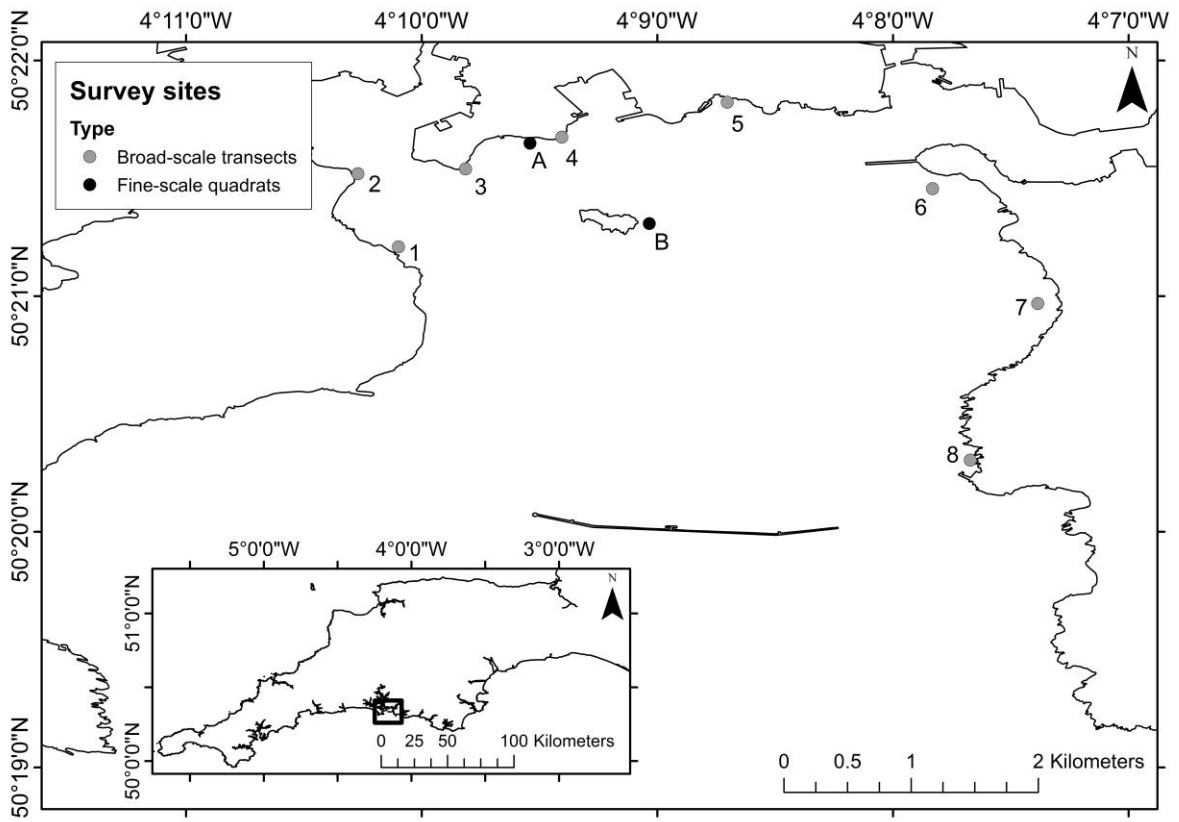 4°11'0"W 4°10'0"W 4°90'0"W 4°80'0"W 4°70'0"W
50°22'0"N
50°21'0"N
50°20'0"N
50°19'0"N
Survey sites
Type
Broad-scale transects
Fine-scale quadrats
N
5
4
A
3
2
6
B
1
7
8
5°0'0"W 4°0'0"W 3°0'0"W
51°0'0"N
50°0'0"N
N
0 25 50 100 Kilometers
0 0.5 1 2 Kilometers